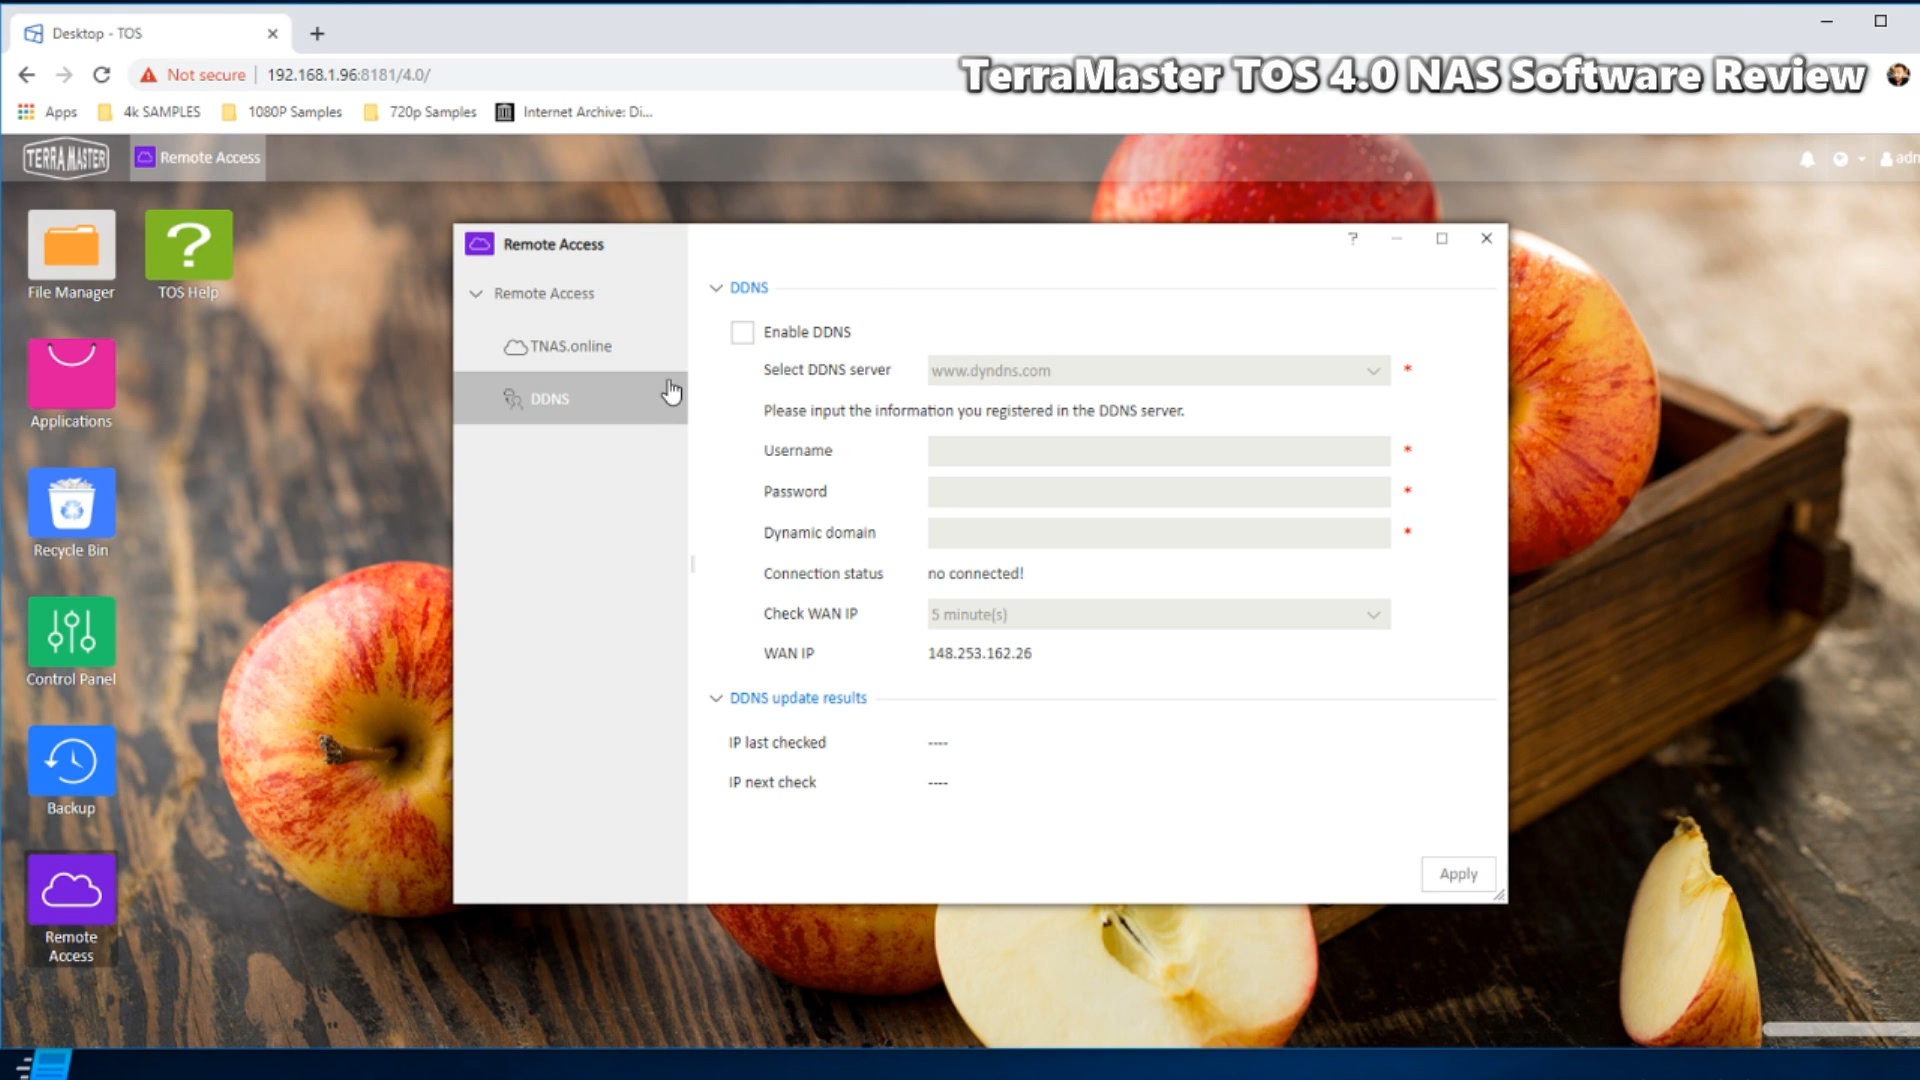 Desktop - TOS
Not secure
192.168.1.96:8181/4.0/
TerraMaster TOS 4.0 NAS Software Review
Apps
4k SAMPLES
1080P Samples
720p Samples
Internet Archive: Di...
TERRAMASTER
Remote Access
adn
File Manager
TOS Help
Applications
Recycle Bin
Control Panel
Backup
Remote
Access
Remote Access
?
Remote Access
TNAS.online
DDNS
DDNS
Enable DDNS
Select DDNS server
www.dyndns.com
*
Please input the information you registered in the DDNS server.
Username
*
Password
*
Dynamic domain
*
Connection status
no connected!
Check WAN IP
5 minute(s)
WAN IP
148.253.162.26
DDNS update results
IP last checked
----
IP next check
----
Apply